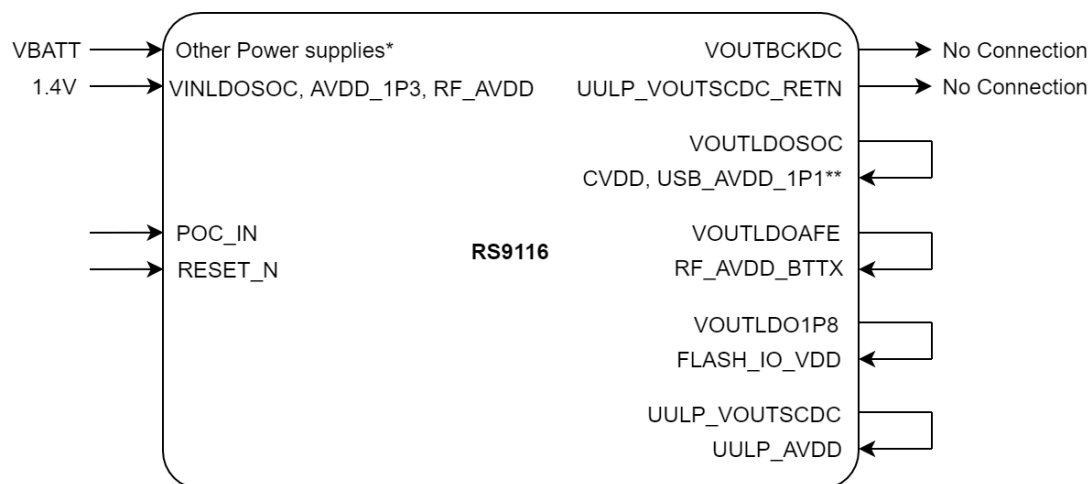 VBATT Other Power supplies* VOUTBCKDC No Connection
1.4V VINLDOSOC, AVDD_1P3, RF_AVDD UULP_VOUTSCDC_RETN No Connection
VOUTLDOSOC
CVDD, USB_AVDD_1P1**
POC_IN VOUTLDOAFE
RS9116
RESET_N RF_AVDD_BTTX
VOUTLDO1P8
FLASH_IO_VDD
UULP_VOUTSCDC
UULP_AVDD